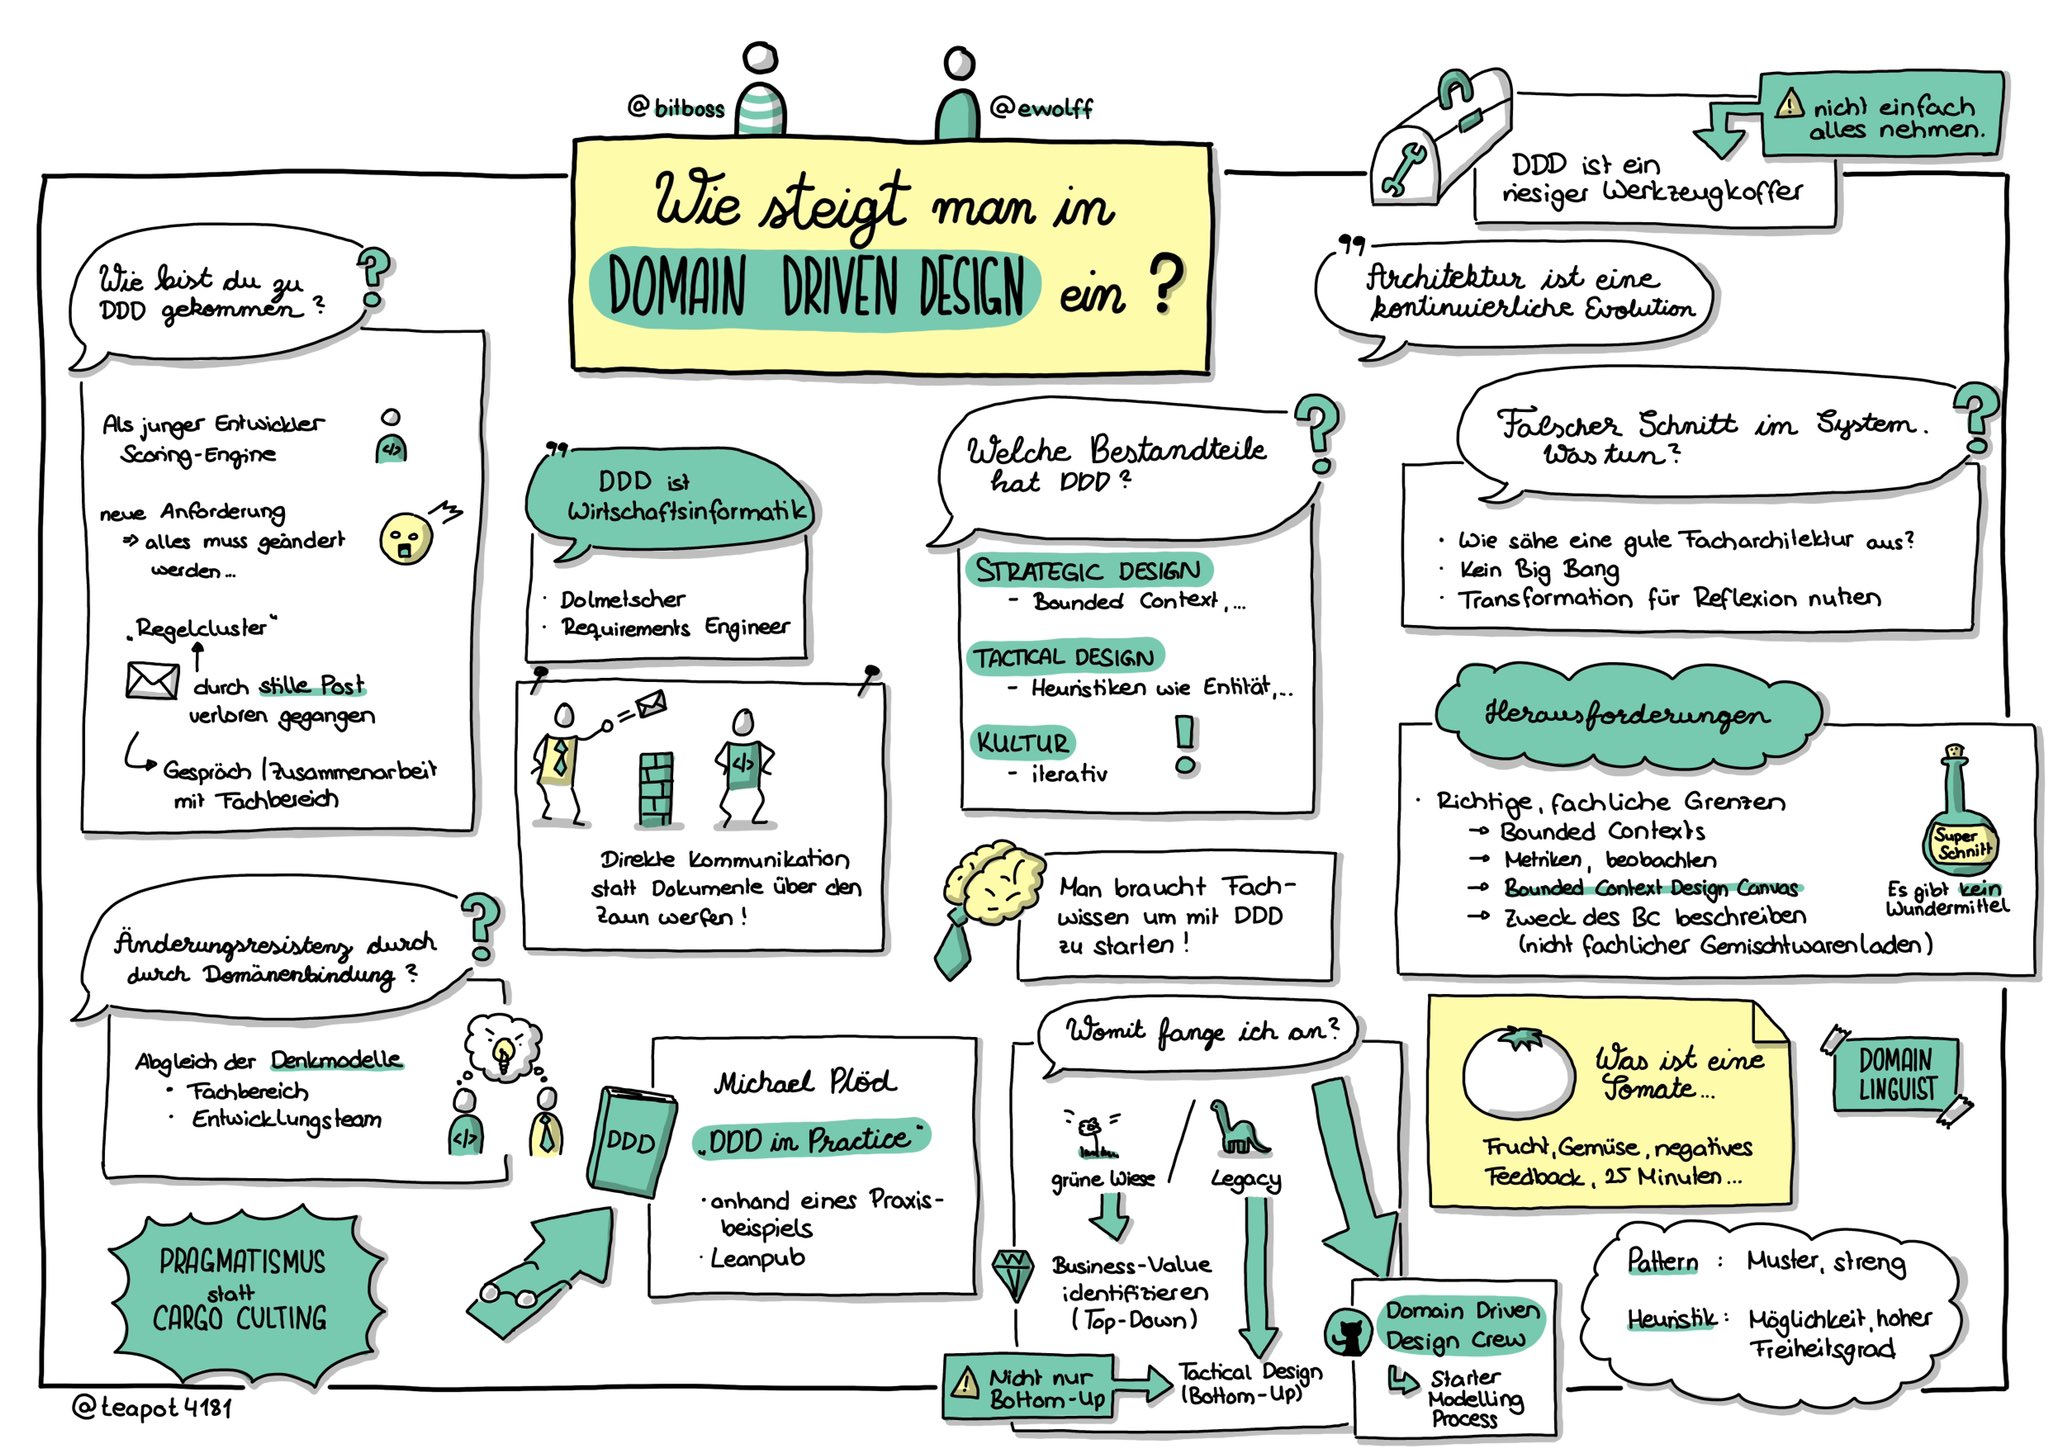 @bitboss
@ewolff
Wie steigt man in
DOMAIN DRIVEN DESIGN ein?
nicht einfach
alles nehmen.
DDD ist ein
riesiger Werkzeugkoffer
Architektur ist eine
kontinuierliche Evolution
Wie bist du zu
DDD gekommen?
?
Als junger Entwickler
Scoring-Engine
</>
neue Anforderung
⇒ alles muss geändert
werden...
„Regelcluster"
durch stille Post
verloren gegangen
Gespräch/Zusammenarbeit
mit Fachbereich
DDD ist
Wirtschaftsinformatik
· Dolmetscher
· Requirements Engineer
</>
Direkte Kommunikation
statt Dokumente über den
Zaun werfen!
Welche Bestandteile
hat DDD?
?
STRATEGIC DESIGN
- Bounded Context,...
TACTICAL DESIGN
- Heuristiken wie Entität,...
KULTUR
- iterativ
!
Falscher Schnitt im System.
Was tun?
?
· Wie sähe eine gute Facharchitektur aus?
· Kein Big Bang
· Transformation für Reflexion nutzen
Herausforderungen
· Richtige, fachliche Grenzen
→ Bounded Contexts
→ Metriken, beobachten
→ Bounded Context Design Canvas
→ Zweck des BC beschreiben
(nicht fachlicher Gemischtwarenladen)
Super
Schnitt
Es gibt kein
Wundermittel
Man braucht Fach-
wissen um mit DDD
zu starten!
Änderungsresistenz durch
durch Domänenbindung?
?
Abgleich der Denkmodelle
· Fachbereich
· Entwicklungsteam
</>
DDD
Michael Plöd
„DDD in Practice"
· anhand eines Praxis-
beispiels
· Leanpub
PRAGMATISMUS
statt
CARGO CULTING
Womit fange ich an?
grüne Wiese / Legacy
Business-Value
identifizieren
(Top-Down)
Nicht nur
Bottom-Up
Tactical Design
(Bottom-Up)
Domain Driven
Design Crew
Starter
Modelling
Process
Was ist eine
Tomate...
Frucht, Gemüse, negatives
Feedback, 25 Minuten...
DOMAIN
LINGUIST
Pattern : Muster, streng
Heuristik : Möglichkeit, hoher
Freiheitsgrad
@teapot4181